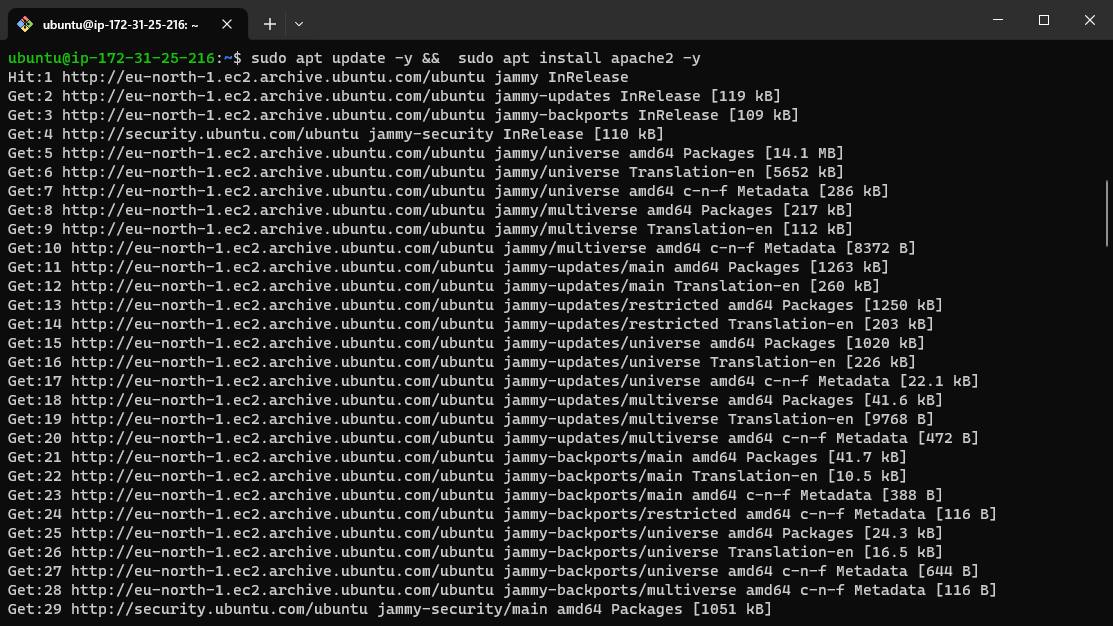 ubuntu@ip-172-31-25-216: ~
ubuntu@ip-172-31-25-216:~$ sudo apt update -y &&  sudo apt install apache2 -y
Hit:1 http://eu-north-1.ec2.archive.ubuntu.com/ubuntu jammy InRelease
Get:2 http://eu-north-1.ec2.archive.ubuntu.com/ubuntu jammy-updates InRelease [119 kB]
Get:3 http://eu-north-1.ec2.archive.ubuntu.com/ubuntu jammy-backports InRelease [109 kB]
Get:4 http://security.ubuntu.com/ubuntu jammy-security InRelease [110 kB]
Get:5 http://eu-north-1.ec2.archive.ubuntu.com/ubuntu jammy/universe amd64 Packages [14.1 MB]
Get:6 http://eu-north-1.ec2.archive.ubuntu.com/ubuntu jammy/universe Translation-en [5652 kB]
Get:7 http://eu-north-1.ec2.archive.ubuntu.com/ubuntu jammy/universe amd64 c-n-f Metadata [286 kB]
Get:8 http://eu-north-1.ec2.archive.ubuntu.com/ubuntu jammy/multiverse amd64 Packages [217 kB]
Get:9 http://eu-north-1.ec2.archive.ubuntu.com/ubuntu jammy/multiverse Translation-en [112 kB]
Get:10 http://eu-north-1.ec2.archive.ubuntu.com/ubuntu jammy/multiverse amd64 c-n-f Metadata [8372 B]
Get:11 http://eu-north-1.ec2.archive.ubuntu.com/ubuntu jammy-updates/main amd64 Packages [1263 kB]
Get:12 http://eu-north-1.ec2.archive.ubuntu.com/ubuntu jammy-updates/main Translation-en [260 kB]
Get:13 http://eu-north-1.ec2.archive.ubuntu.com/ubuntu jammy-updates/restricted amd64 Packages [1250 kB]
Get:14 http://eu-north-1.ec2.archive.ubuntu.com/ubuntu jammy-updates/restricted Translation-en [203 kB]
Get:15 http://eu-north-1.ec2.archive.ubuntu.com/ubuntu jammy-updates/universe amd64 Packages [1020 kB]
Get:16 http://eu-north-1.ec2.archive.ubuntu.com/ubuntu jammy-updates/universe Translation-en [226 kB]
Get:17 http://eu-north-1.ec2.archive.ubuntu.com/ubuntu jammy-updates/universe amd64 c-n-f Metadata [22.1 kB]
Get:18 http://eu-north-1.ec2.archive.ubuntu.com/ubuntu jammy-updates/multiverse amd64 Packages [41.6 kB]
Get:19 http://eu-north-1.ec2.archive.ubuntu.com/ubuntu jammy-updates/multiverse Translation-en [9768 B]
Get:20 http://eu-north-1.ec2.archive.ubuntu.com/ubuntu jammy-updates/multiverse amd64 c-n-f Metadata [472 B]
Get:21 http://eu-north-1.ec2.archive.ubuntu.com/ubuntu jammy-backports/main amd64 Packages [41.7 kB]
Get:22 http://eu-north-1.ec2.archive.ubuntu.com/ubuntu jammy-backports/main Translation-en [10.5 kB]
Get:23 http://eu-north-1.ec2.archive.ubuntu.com/ubuntu jammy-backports/main amd64 c-n-f Metadata [388 B]
Get:24 http://eu-north-1.ec2.archive.ubuntu.com/ubuntu jammy-backports/restricted amd64 c-n-f Metadata [116 B]
Get:25 http://eu-north-1.ec2.archive.ubuntu.com/ubuntu jammy-backports/universe amd64 Packages [24.3 kB]
Get:26 http://eu-north-1.ec2.archive.ubuntu.com/ubuntu jammy-backports/universe Translation-en [16.5 kB]
Get:27 http://eu-north-1.ec2.archive.ubuntu.com/ubuntu jammy-backports/universe amd64 c-n-f Metadata [644 B]
Get:28 http://eu-north-1.ec2.archive.ubuntu.com/ubuntu jammy-backports/multiverse amd64 c-n-f Metadata [116 B]
Get:29 http://security.ubuntu.com/ubuntu jammy-security/main amd64 Packages [1051 kB]